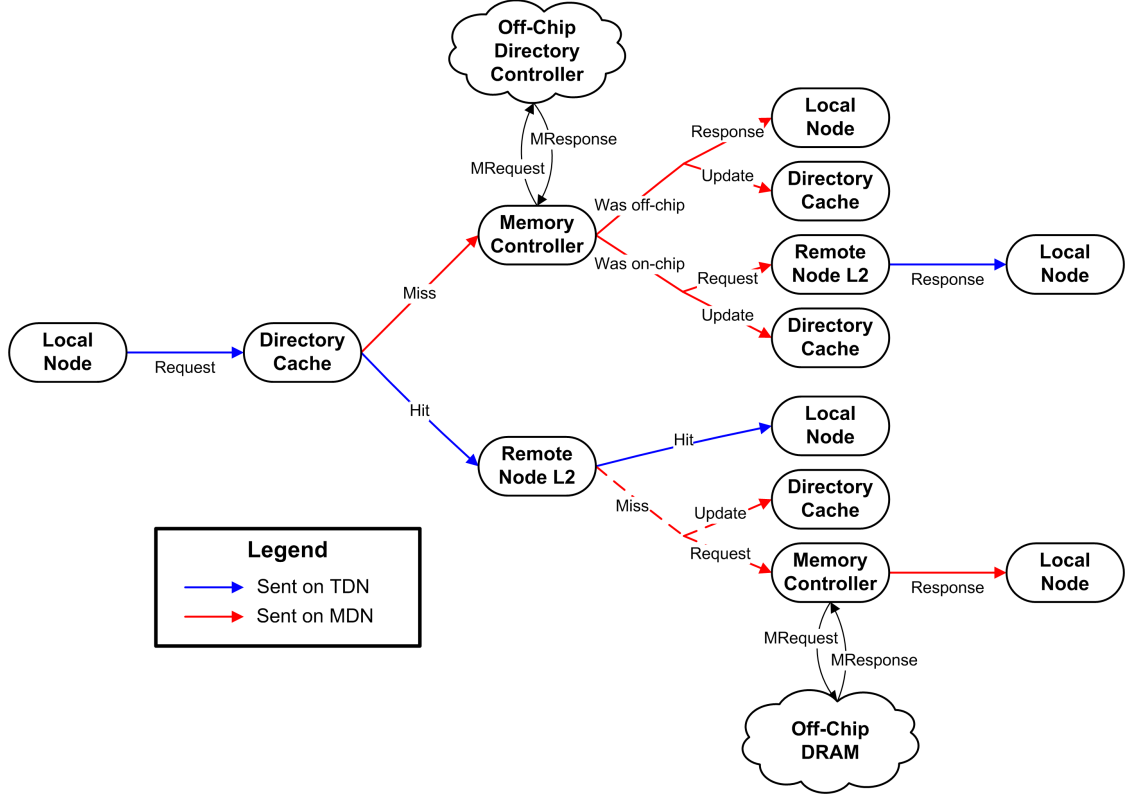 Off-Chip
Directory
Controller
MResponse
MRequest
Memory
Controller
Was off-chip
Response
Local
Node
Update
Directory
Cache
Was on-chip
Request
Remote
Node L2
Response
Local
Node
Update
Directory
Cache
Miss
Local
Node
Request
Directory
Cache
Hit
Remote
Node L2
Hit
Local
Node
Miss
Update
Directory
Cache
Request
Memory
Controller
Response
Local
Node
MRequest
MResponse
Off-Chip
DRAM
Legend
Sent on TDN
Sent on MDN